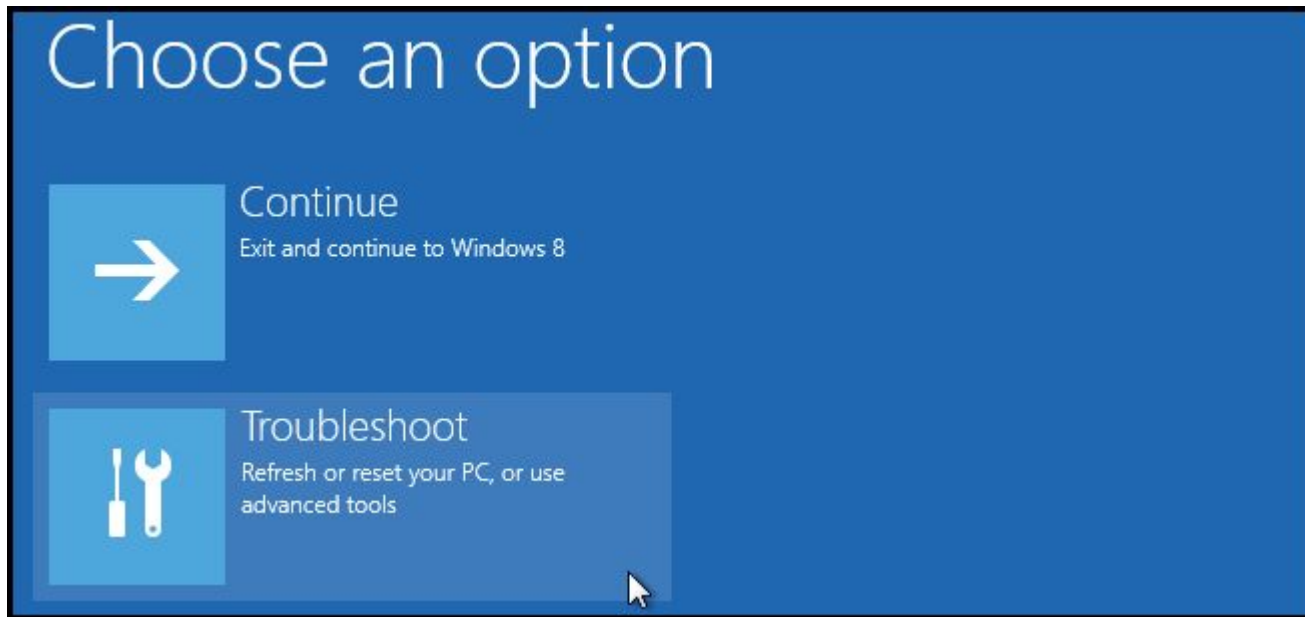 Choose an option
Continue
Exit and continue to Windows 8
Troubleshoot
Refresh or reset your PC, or use
advanced tools